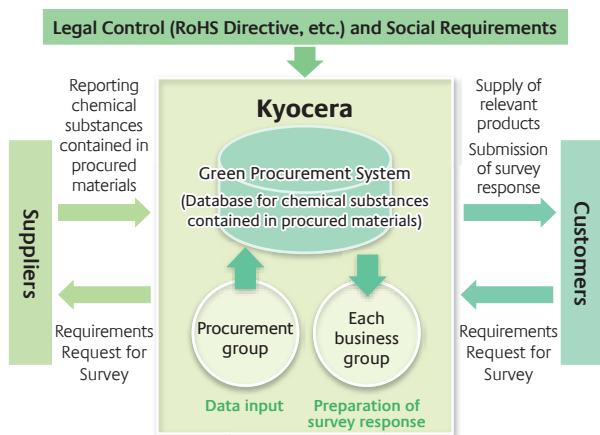 Legal Control (RoHS Directive, etc.) and Social Requirements
Reporting
chemical
substances
contained in
procured
materials
Suppliers
Requirements
Request for
Survey
Kyocera
Green Procurement System
(Database for chemical substances
contained in procured materials)
Procurement
group
Each
business
group
Data input
Preparation of
survey response
Supply of
relevant
products
Submission
of survey
response
Customers
Requirements
Request for
Survey